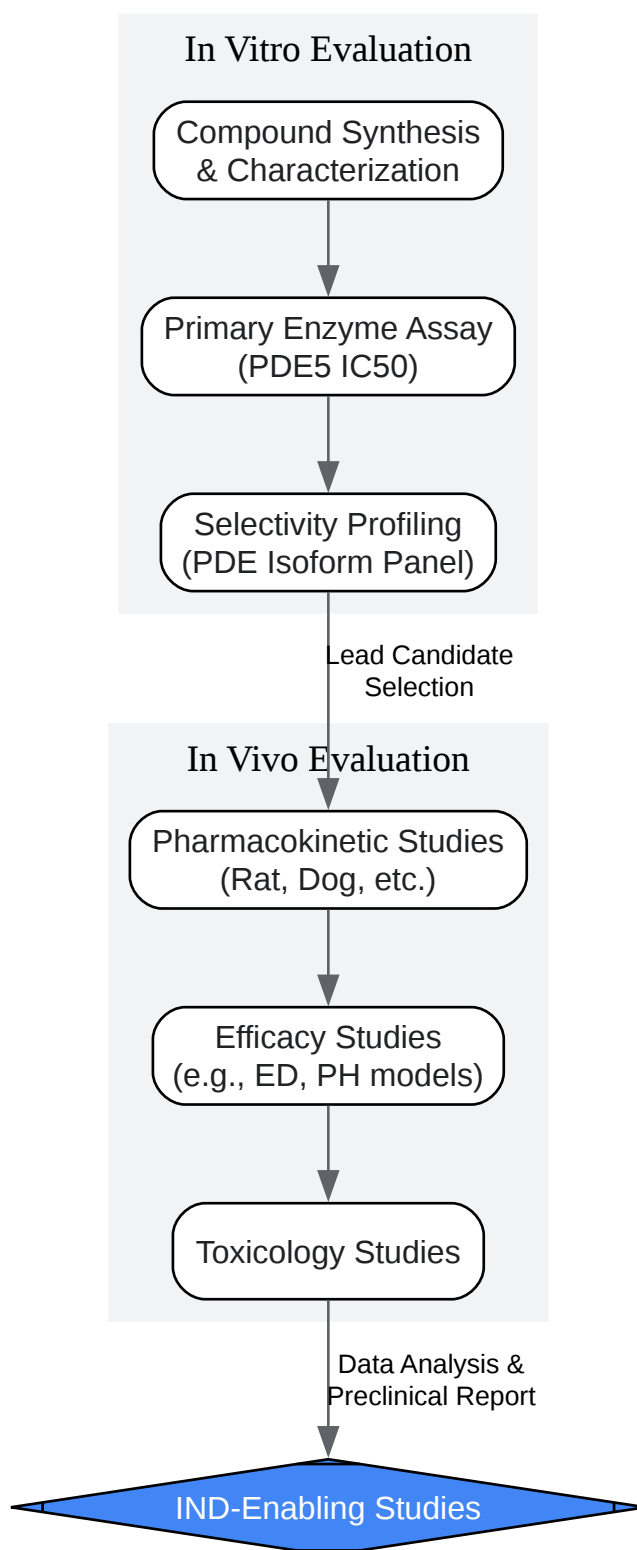 In Vitro Evaluation
Compound Synthesis
& Characterization
Primary Enzyme Assay
(PDE5 IC50)
Selectivity Profiling
(PDE Isoform Panel)
Lead Candidate
Selection
In Vivo Evaluation
Pharmacokinetic Studies
(Rat, Dog, etc.)
Efficacy Studies
(e.g., ED, PH models)
Toxicology Studies
Data Analysis &
Preclinical Report
IND-Enabling Studies